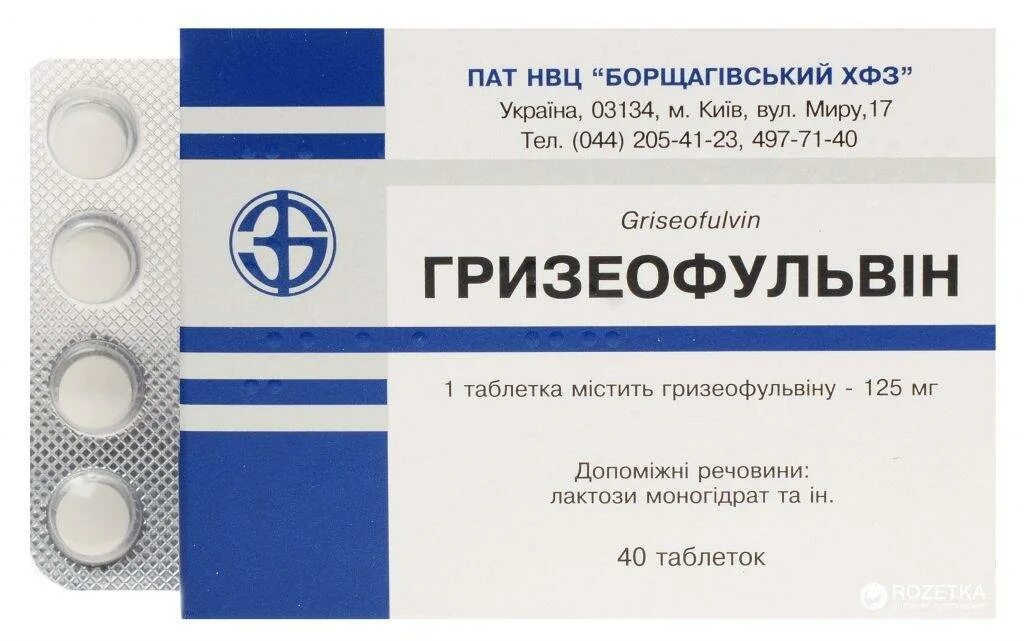 ПАТ НВЦ “БОРЩАГІВСЬКИЙ ХФЗ”
Україна, 03134, м. Київ, вул. Миру,17
Тел. (044) 205-41-23, 497-71-40
Griseofulvin
ГРИЗЕОФУЛЬВІН
1 таблетка містить гризеофульвіну - 125 мг
Допоміжні речовини:
лактози моногідрат та ін.
40 таблеток
ROZETKA